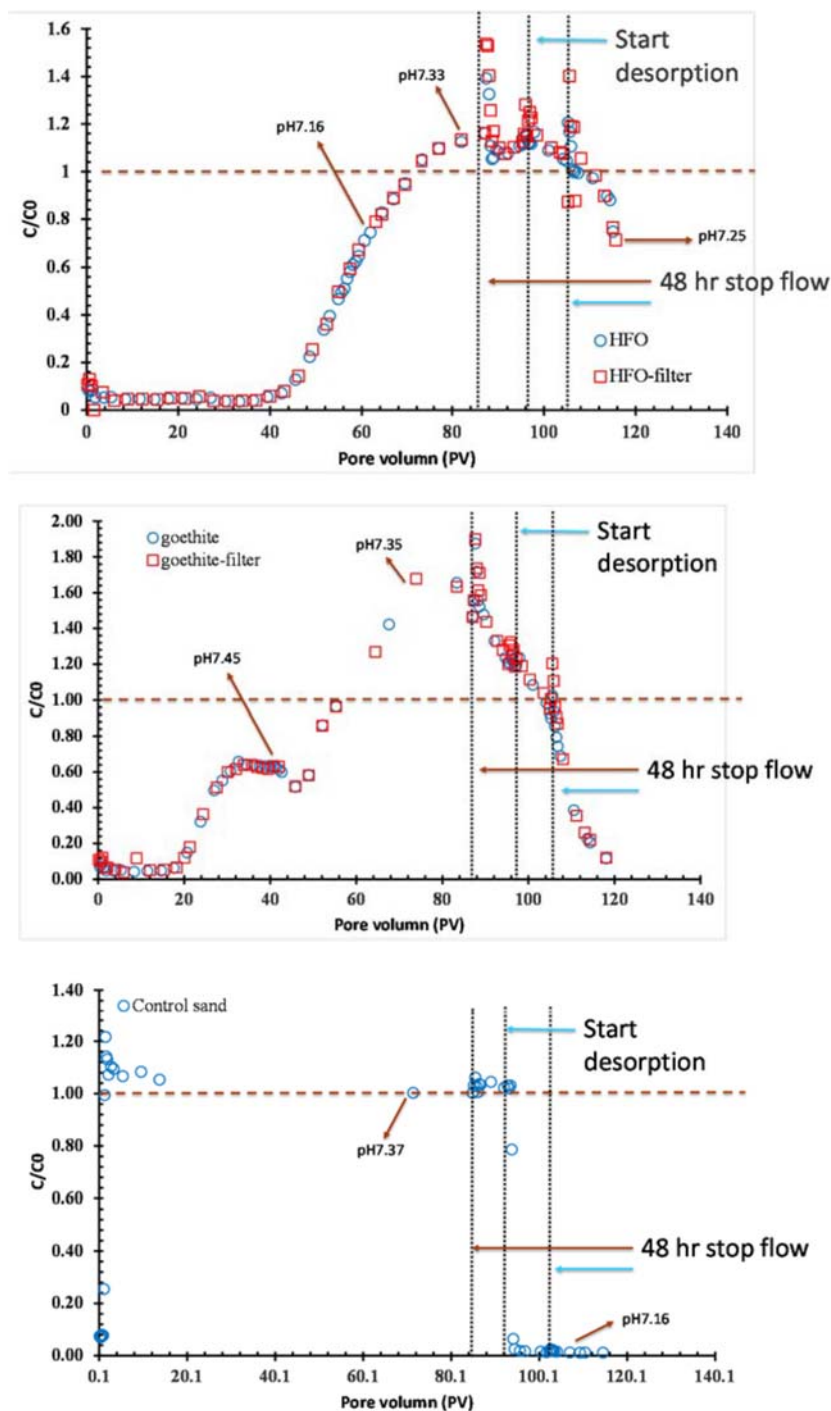 1.6
1.4
1.2
1
0.8
0.6
0.4
0.2
0
C/C0
0
20
40
60
80
100
120
140
Pore volumn (PV)
pH7.16
pH7.33
Start
desorption
pH7.25
48 hr stop flow
HFO
HFO-filter
2.00
1.80
1.60
1.40
1.20
1.00
0.80
0.60
0.40
0.20
0.00
C/C0
0
20
40
60
80
100
120
140
Pore volumn (PV)
goethite
goethite-filter
pH7.45
pH7.35
Start
desorption
48 hr stop flow
1.40
1.20
1.00
0.80
0.60
0.40
0.20
0.00
C/C0
0.1
20.1
40.1
60.1
80.1
100.1
120.1
140.1
Pore volumn (PV)
Control sand
Start
desorption
pH7.37
48 hr stop flow
pH7.16